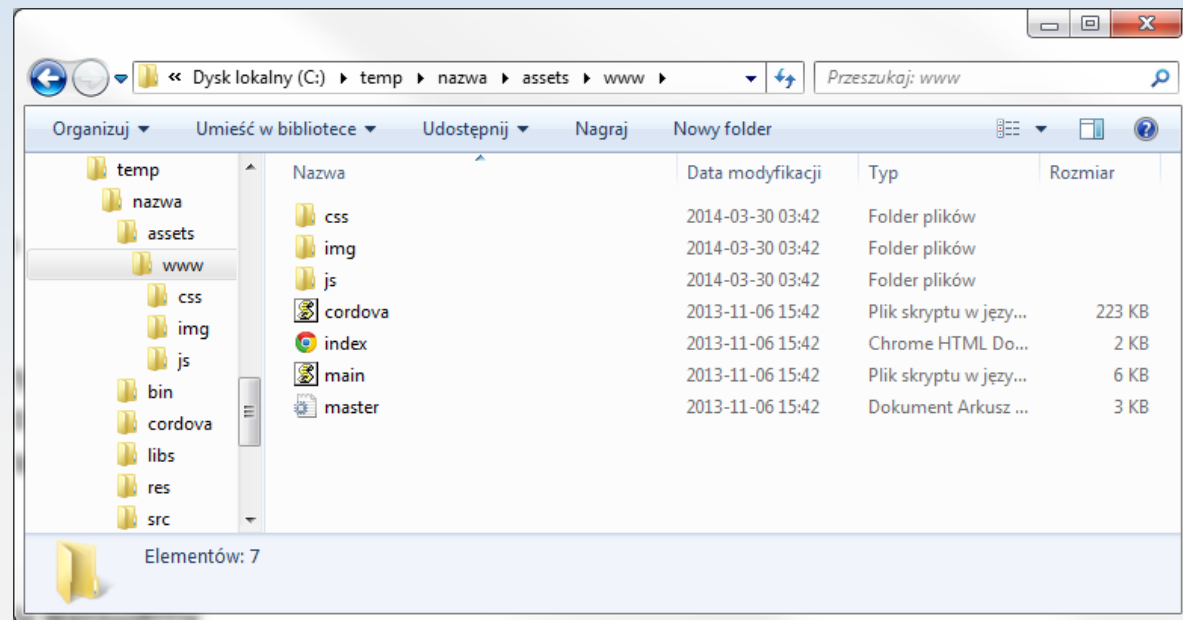 « Dysk lokalny (C:) ▸ temp ▸ nazwa ▸ assets ▸ www ▸ Przeszukaj: www
Organizuj Umieść w bibliotece Udostępnij Nagraj Nowy folder
temp
nazwa
assets
www
css
img
js
bin
cordova
libs
res
src
Nazwa Data modyfikacji Typ Rozmiar
css 2014-03-30 03:42 Folder plików
img 2014-03-30 03:42 Folder plików
js 2014-03-30 03:42 Folder plików
cordova 2013-11-06 15:42 Plik skryptu w języ... 223 KB
index 2013-11-06 15:42 Chrome HTML Do... 2 KB
main 2013-11-06 15:42 Plik skryptu w języ... 6 KB
master 2013-11-06 15:42 Dokument Arkusz ... 3 KB
Elementów: 7